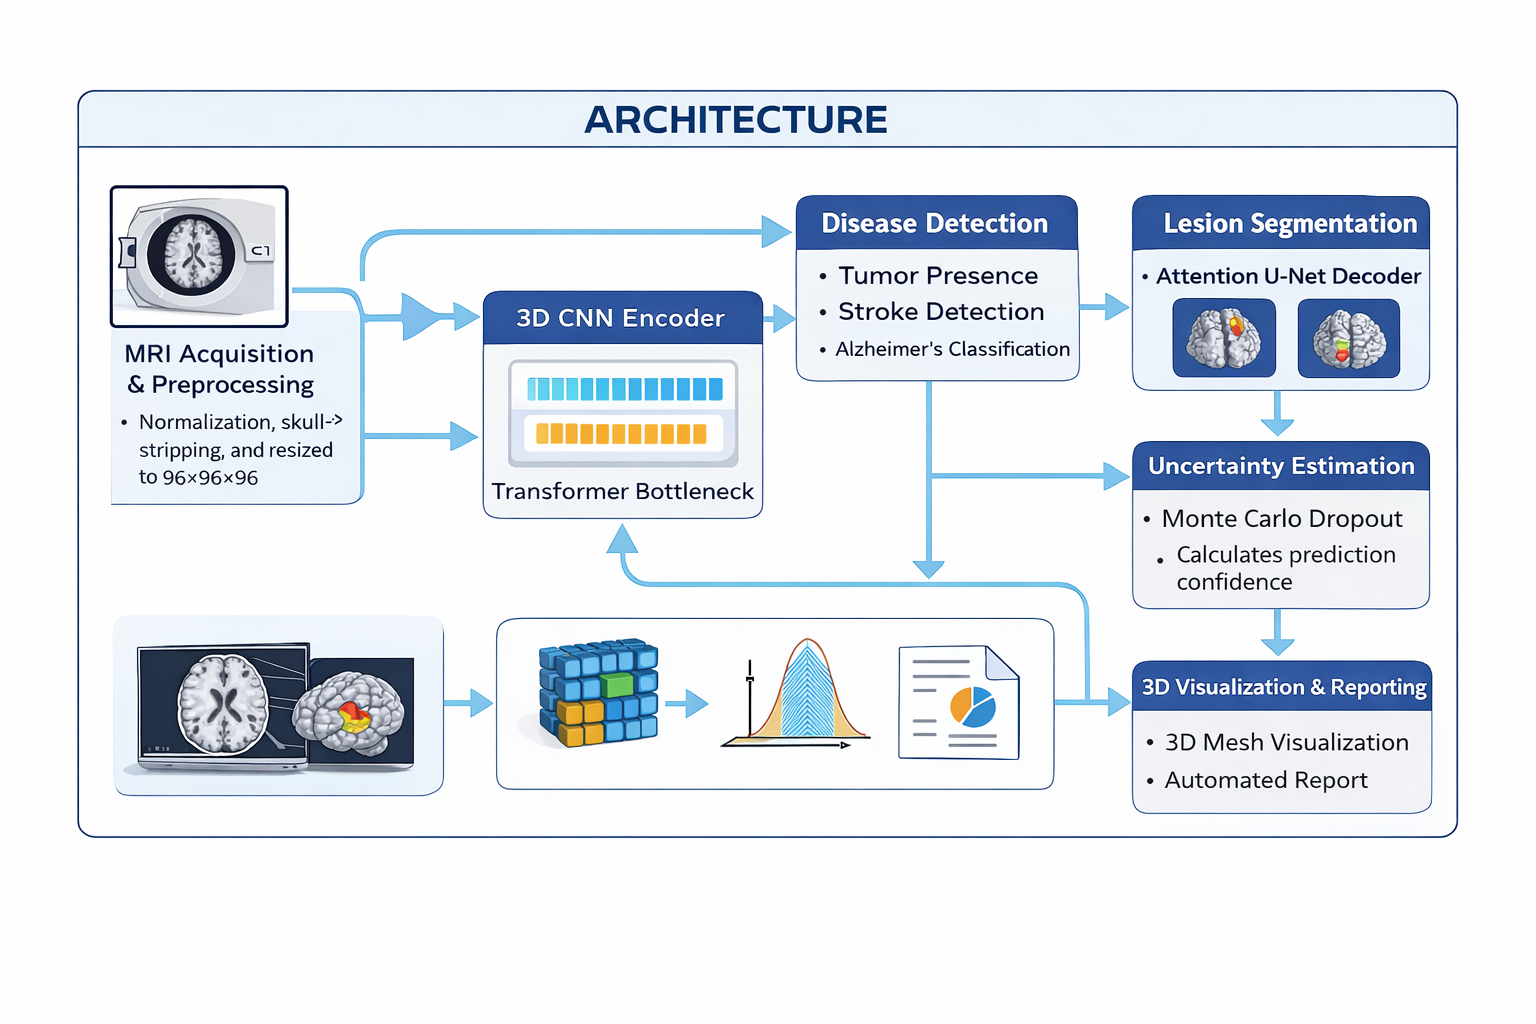 ARCHITECTURE
MRI Acquisition
& Preprocessing
• Normalization, skull->
stripping, and resized
to 96×96×96
3D CNN Encoder
Transformer Bottleneck
Disease Detection
• Tumor Presence
• Stroke Detection
• Alzheimer's Classification
Lesion Segmentation
• Attention U-Net Decoder
Uncertainty Estimation
• Monte Carlo Dropout
• Calculates prediction
confidence
3D Visualization & Reporting
• 3D Mesh Visualization
• Automated Report